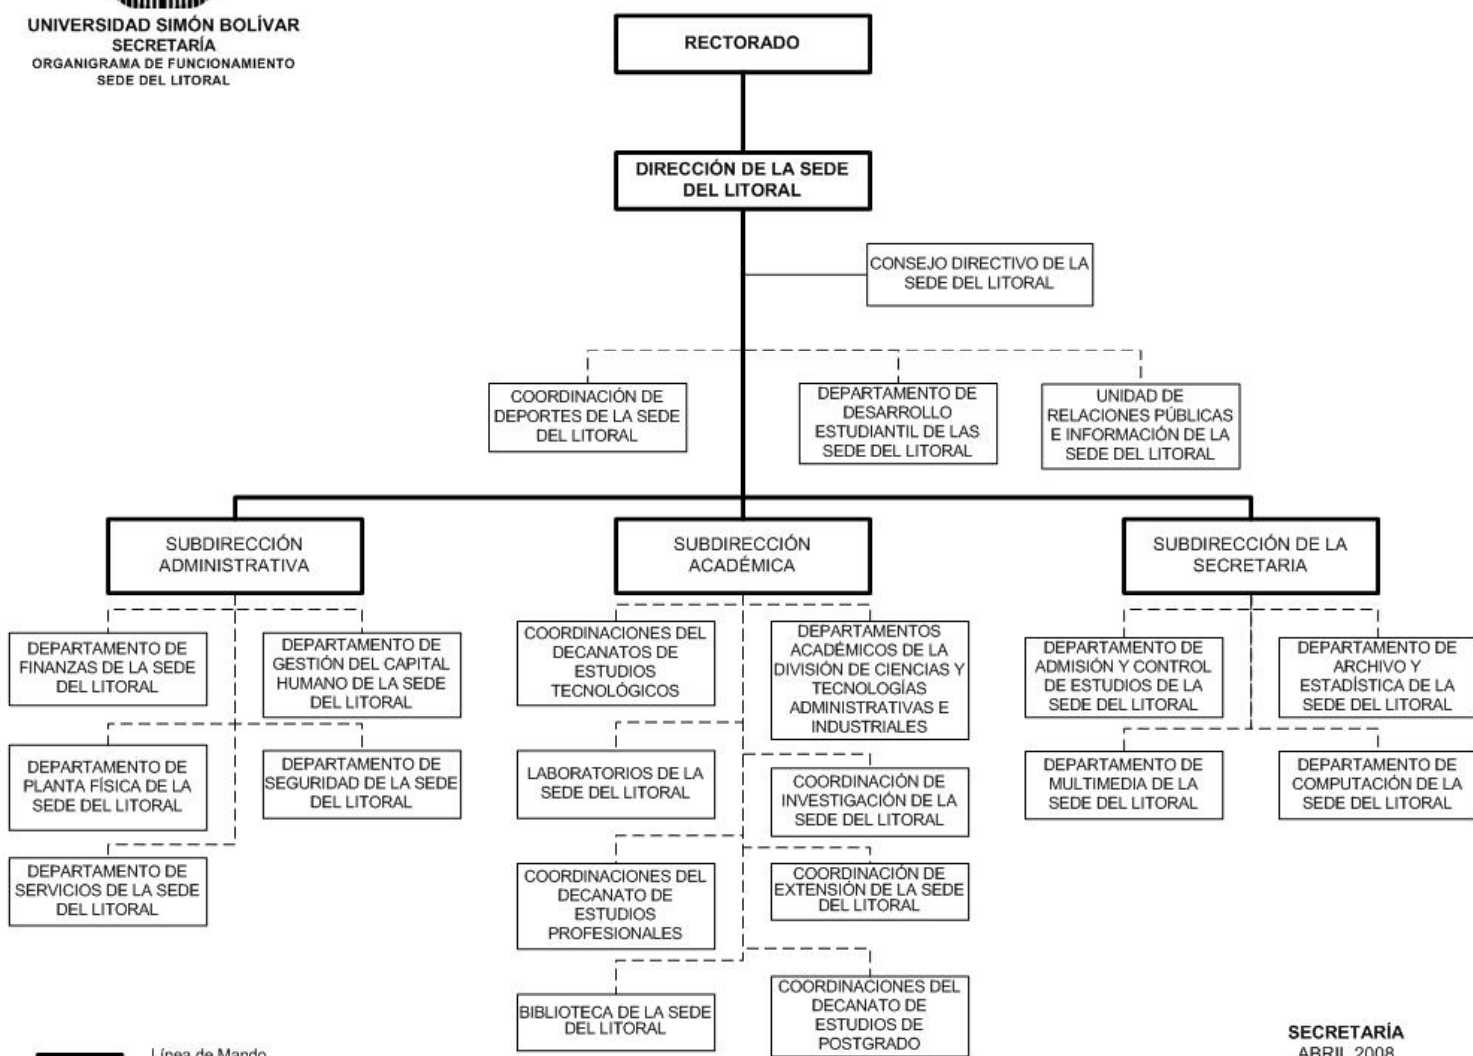 UNIVERSIDAD SIMÓN BOLÍVAR
SECRETARÍA
ORGANIGRAMA DE FUNCIONAMIENTO
SEDE DEL LITORAL
RECTORADO
DIRECCIÓN DE LA SEDE
DEL LITORAL
CONSEJO DIRECTIVO DE LA
SEDE DEL LITORAL
COORDINACIÓN DE
DEPORTES DE LA SEDE
DEL LITORAL
DEPARTAMENTO DE
DESARROLLO
ESTUDIANTIL DE LAS
SEDE DEL LITORAL
UNIDAD DE
RELACIONES PÚBLICAS
E INFORMACIÓN DE LA
SEDE DEL LITORAL
SUBDIRECCIÓN
ADMINISTRATIVA
SUBDIRECCIÓN
ACADÉMICA
SUBDIRECCIÓN DE LA
SECRETARIA
DEPARTAMENTO DE
FINANZAS DE LA SEDE
DEL LITORAL
DEPARTAMENTO DE
GESTIÓN DEL CAPITAL
HUMANO DE LA SEDE
DEL LITORAL
DEPARTAMENTO DE
PLANTA FÍSICA DE LA
SEDE DEL LITORAL
DEPARTAMENTO DE
SEGURIDAD DE LA SEDE
DEL LITORAL
DEPARTAMENTO DE
SERVICIOS DE LA SEDE
DEL LITORAL
COORDINACIONES DEL
DECANATOS DE
ESTUDIOS
TECNOLÓGICOS
DEPARTAMENTOS
ACADÉMICOS DE LA
DIVISIÓN DE CIENCIAS Y
TECNOLOGÍAS
ADMINISTRATIVAS E
INDUSTRIALES
LABORATORIOS DE LA
SEDE DEL LITORAL
COORDINACIÓN DE
INVESTIGACIÓN DE LA
SEDE DEL LITORAL
COORDINACIONES DEL
DECANATO DE
ESTUDIOS
PROFESIONALES
COORDINACIÓN DE
EXTENSIÓN DE LA SEDE
DEL LITORAL
BIBLIOTECA DE LA SEDE
DEL LITORAL
COORDINACIONES DEL
DECANATO DE
ESTUDIOS DE
POSTGRADO
DEPARTAMENTO DE
ADMISIÓN Y CONTROL
DE ESTUDIOS DE LA
SEDE DEL LITORAL
DEPARTAMENTO DE
ARCHIVO Y
ESTADÍSTICA DE LA
SEDE DEL LITORAL
DEPARTAMENTO DE
MULTIMEDIA DE LA
SEDE DEL LITORAL
DEPARTAMENTO DE
COMPUTACIÓN DE LA
SEDE DEL LITORAL
Línea de Mando
SECRETARÍA
ABRIL 2008